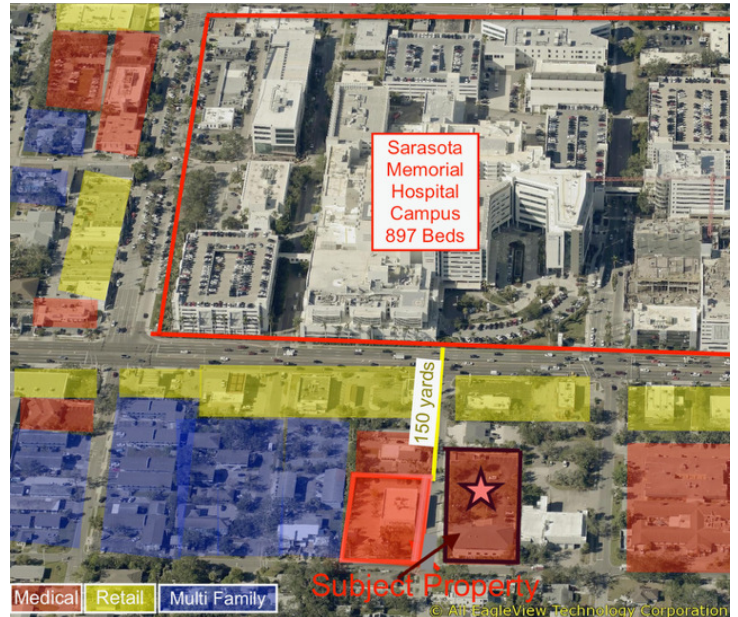 Sarasota
Memorial
Hospital
Campus
897 Beds
150 yards
Subject Property
Medical
Retail
Multi Family
© All EagleView Technology Corporation